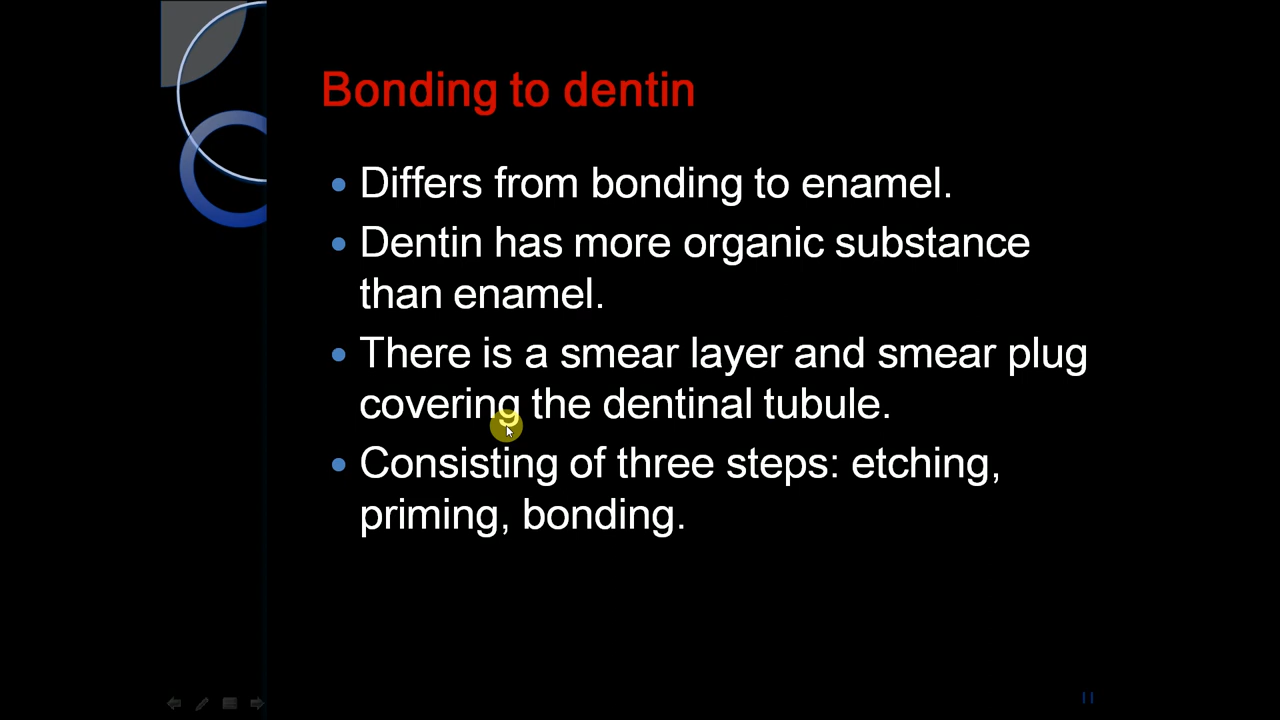 Bonding to dentin
Differs from bonding to enamel.
Dentin has more organic substance
than enamel.
There is a smear layer and smear plug
covering the dentinal tubule.
Consisting of three steps: etching,
priming, bonding.
11